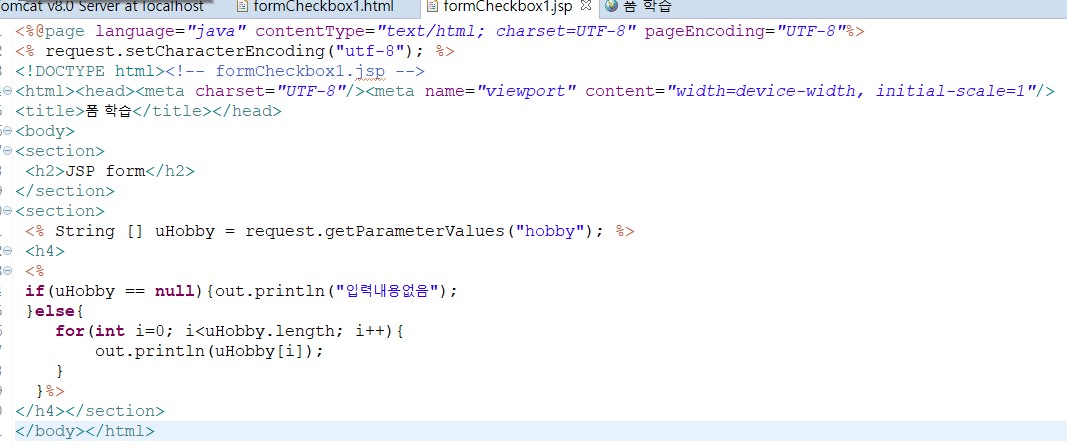 omcat v8.0 Server at localhost formCheckbox1.html formCheckbox1.jsp 폼 학습
<%@page language="java" contentType="text/html; charset=UTF-8" pageEncoding="UTF-8"%>
<% request.setCharacterEncoding("utf-8"); %>
<!DOCTYPE html><!-- formCheckbox1.jsp -->
<html><head><meta charset="UTF-8"/><meta name="viewport" content="width=device-width, initial-scale=1"/>
<title>폼 학습</title></head>
<body>
<section>
<h2>JSP form</h2>
</section>
<section>
<% String [] uHobby = request.getParameterValues("hobby"); %>
<h4>
<%
if(uHobby == null){out.println("입력내용없음");
}else{
for(int i=0; i<uHobby.length; i++){
out.println(uHobby[i]);
}
}%>
</h4></section>
</body></html>